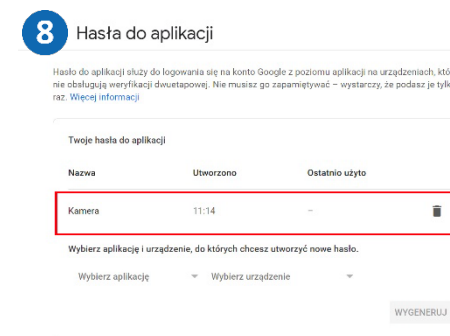 8 Hasła do aplikacji
Hasło do aplikacji służy do logowania się na konto Google z poziomu aplikacji na urządzeniach, któ
nie obsługują weryfikacji dwuetapowej. Nie musisz go zapamiętywać – wystarczy, że podasz je tylk
raz. Więcej informacji
Twoje hasła do aplikacji
Nazwa Utworzono Ostatnio użyto
Kamera 11:14 –
Wybierz aplikację i urządzenie, do których chcesz utworzyć nowe hasło.
Wybierz aplikację Wybierz urządzenie
WYGENERUJ